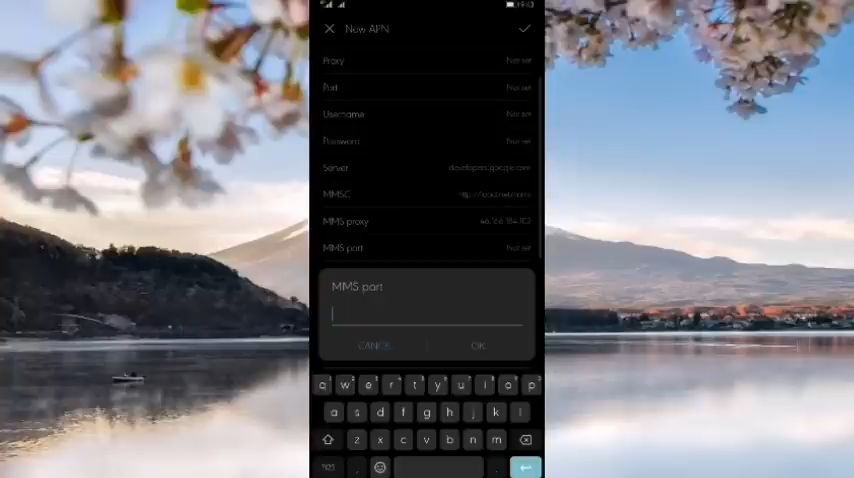 New APN
Proxy Not set
Port Not set
Username Not set
Password Not set
Server
MMSC
MMS proxy
MMS port Not set
MMS port
CANCEL OK
q w e r t y u i o p
a s d f g h j k l
z x c v b n m
?123 , .